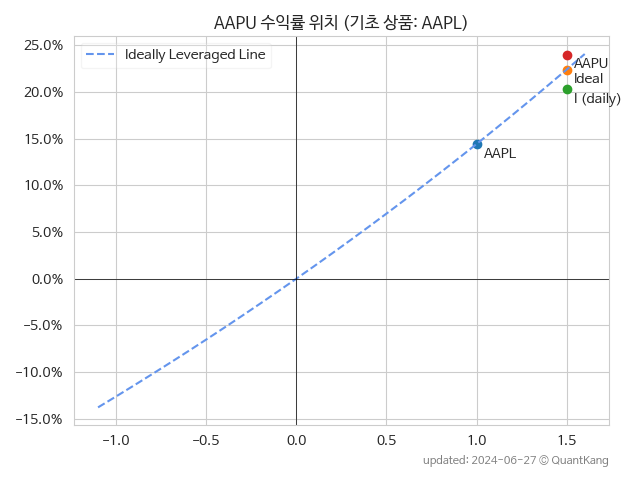 AAPU 수익률 위치 (기초 상품: AAPL)
25.0%
20.0%
15.0%
10.0%
5.0%
0.0%
−5.0%
−10.0%
−15.0%
Ideally Leveraged Line
AAPU
Ideal
I (daily)
AAPL
−1.0 −0.5 0.0 0.5 1.0 1.5
updated: 2024-06-27 © QuantKang